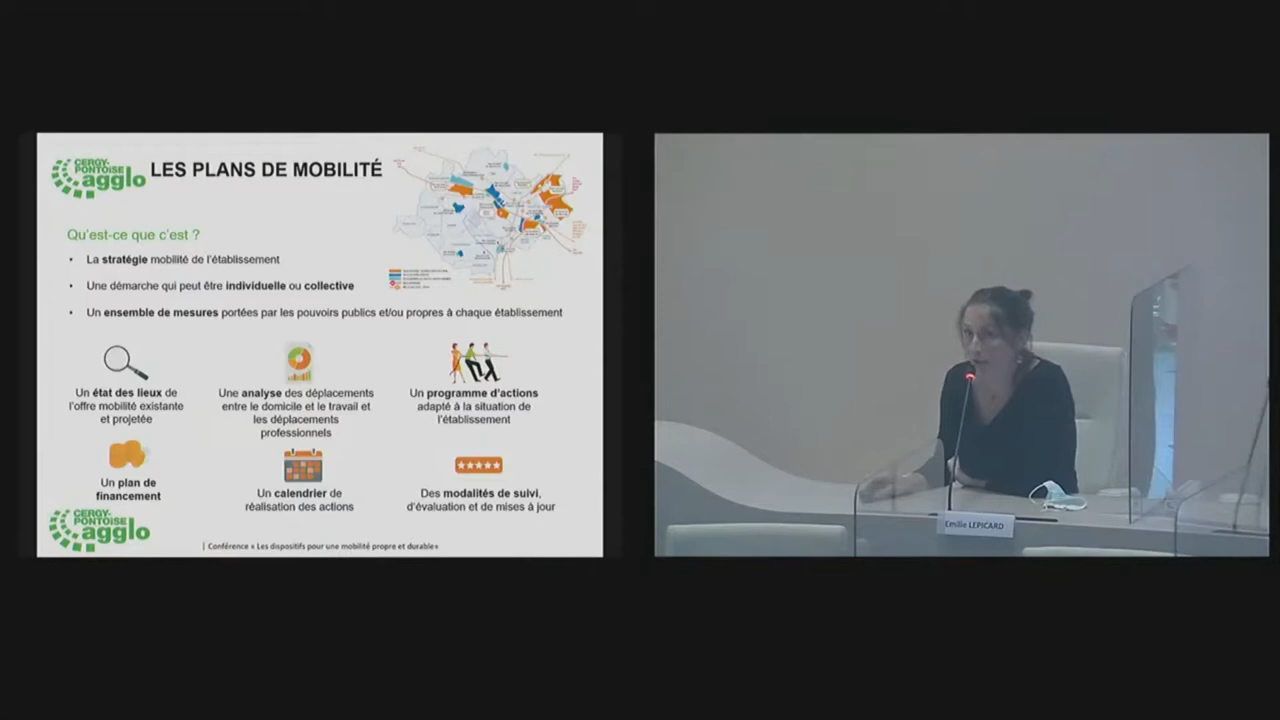 CERGY-
PONTOISE
agglo
LES PLANS DE MOBILITÉ
Qu'est-ce que c'est ?
• La stratégie mobilité de l'établissement
• Une démarche qui peut être individuelle ou collective
• Un ensemble de mesures portées par les pouvoirs publics et/ou propres à chaque établissement
Un état des lieux de
l'offre mobilité existante
et projetée
Une analyse des déplacements
entre le domicile et le travail et
les déplacements
professionnels
Un programme d'actions
adapté à la situation de
l'établissement
Un plan de
financement
Un calendrier de
réalisation des actions
Des modalités de suivi,
d'évaluation et de mises à jour
CERGY-
PONTOISE
agglo
| Conférence « Les dispositifs pour une mobilité propre et durable»
Emilie LEPICARD